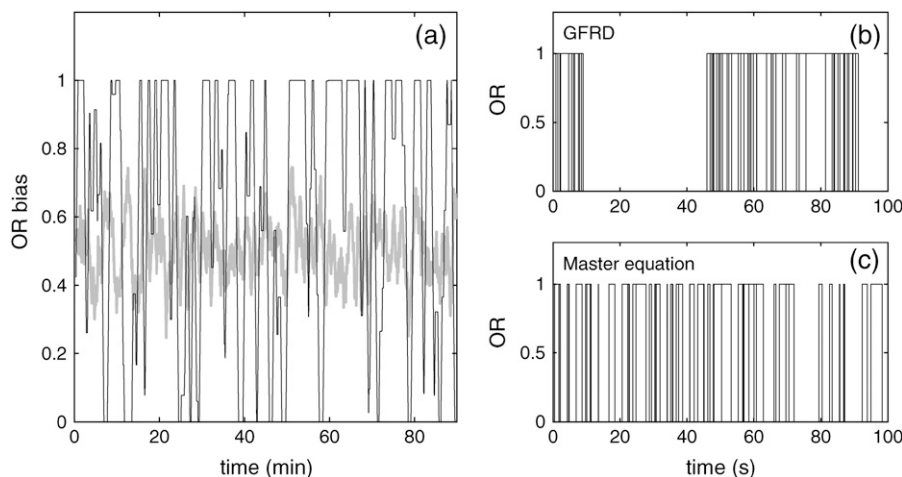 (a)
OR bias
1
0.8
0.6
0.4
0.2
0
0 20 40 60 80
time (min)
GFRD
(b)
OR
1
0.5
0
0 20 40 60 80 100
Master equation
(c)
OR
1
0.5
0
0 20 40 60 80 100
time (s)